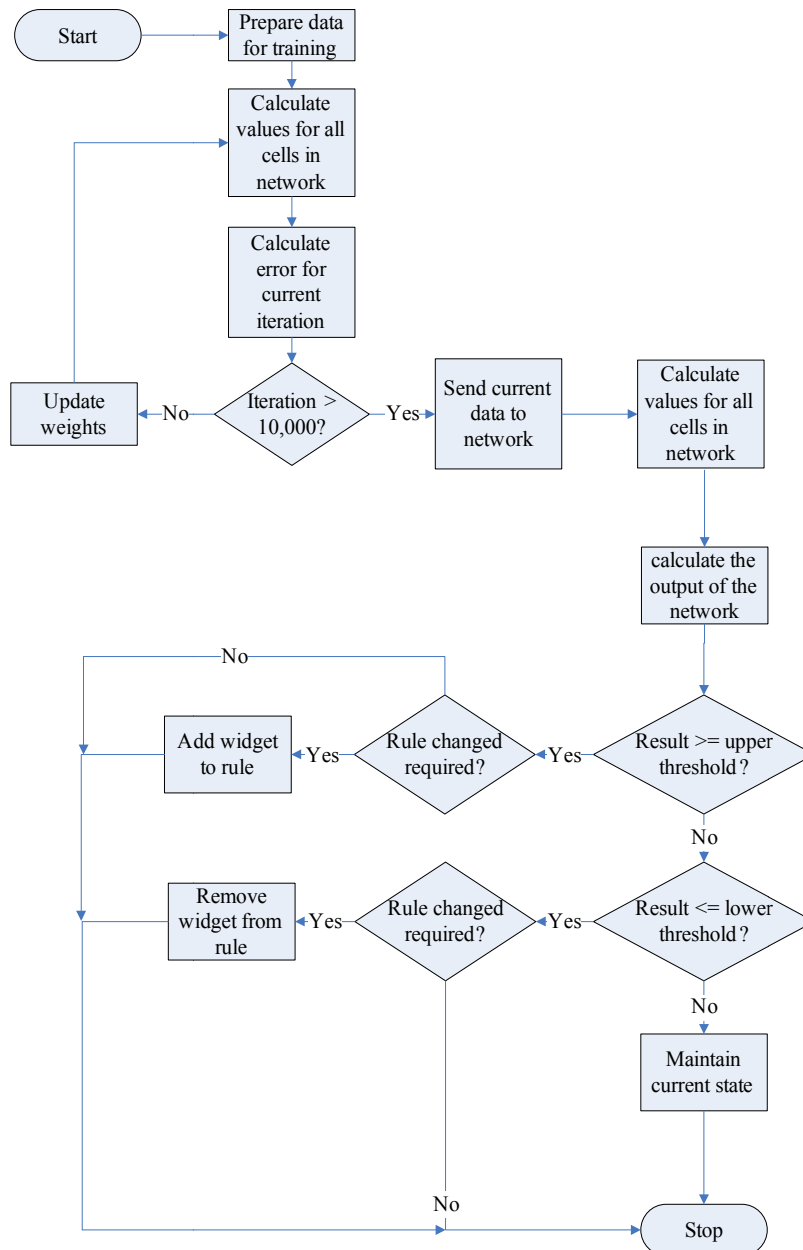 Start
Prepare data
for training
Calculate
values for all
cells in
network
Calculate
error for
current
iteration
Update
weights
No
Iteration >
10,000?
Yes
Send current
data to
network
Calculate
values for all
cells in
network
calculate the
output of the
network
No
Add widget
to rule
Yes
Rule changed
required?
Yes
Result >= upper
threshold?
No
Remove
widget from
rule
Yes
Rule changed
required?
Yes
Result <= lower
threshold?
No
Maintain
current state
No
Stop